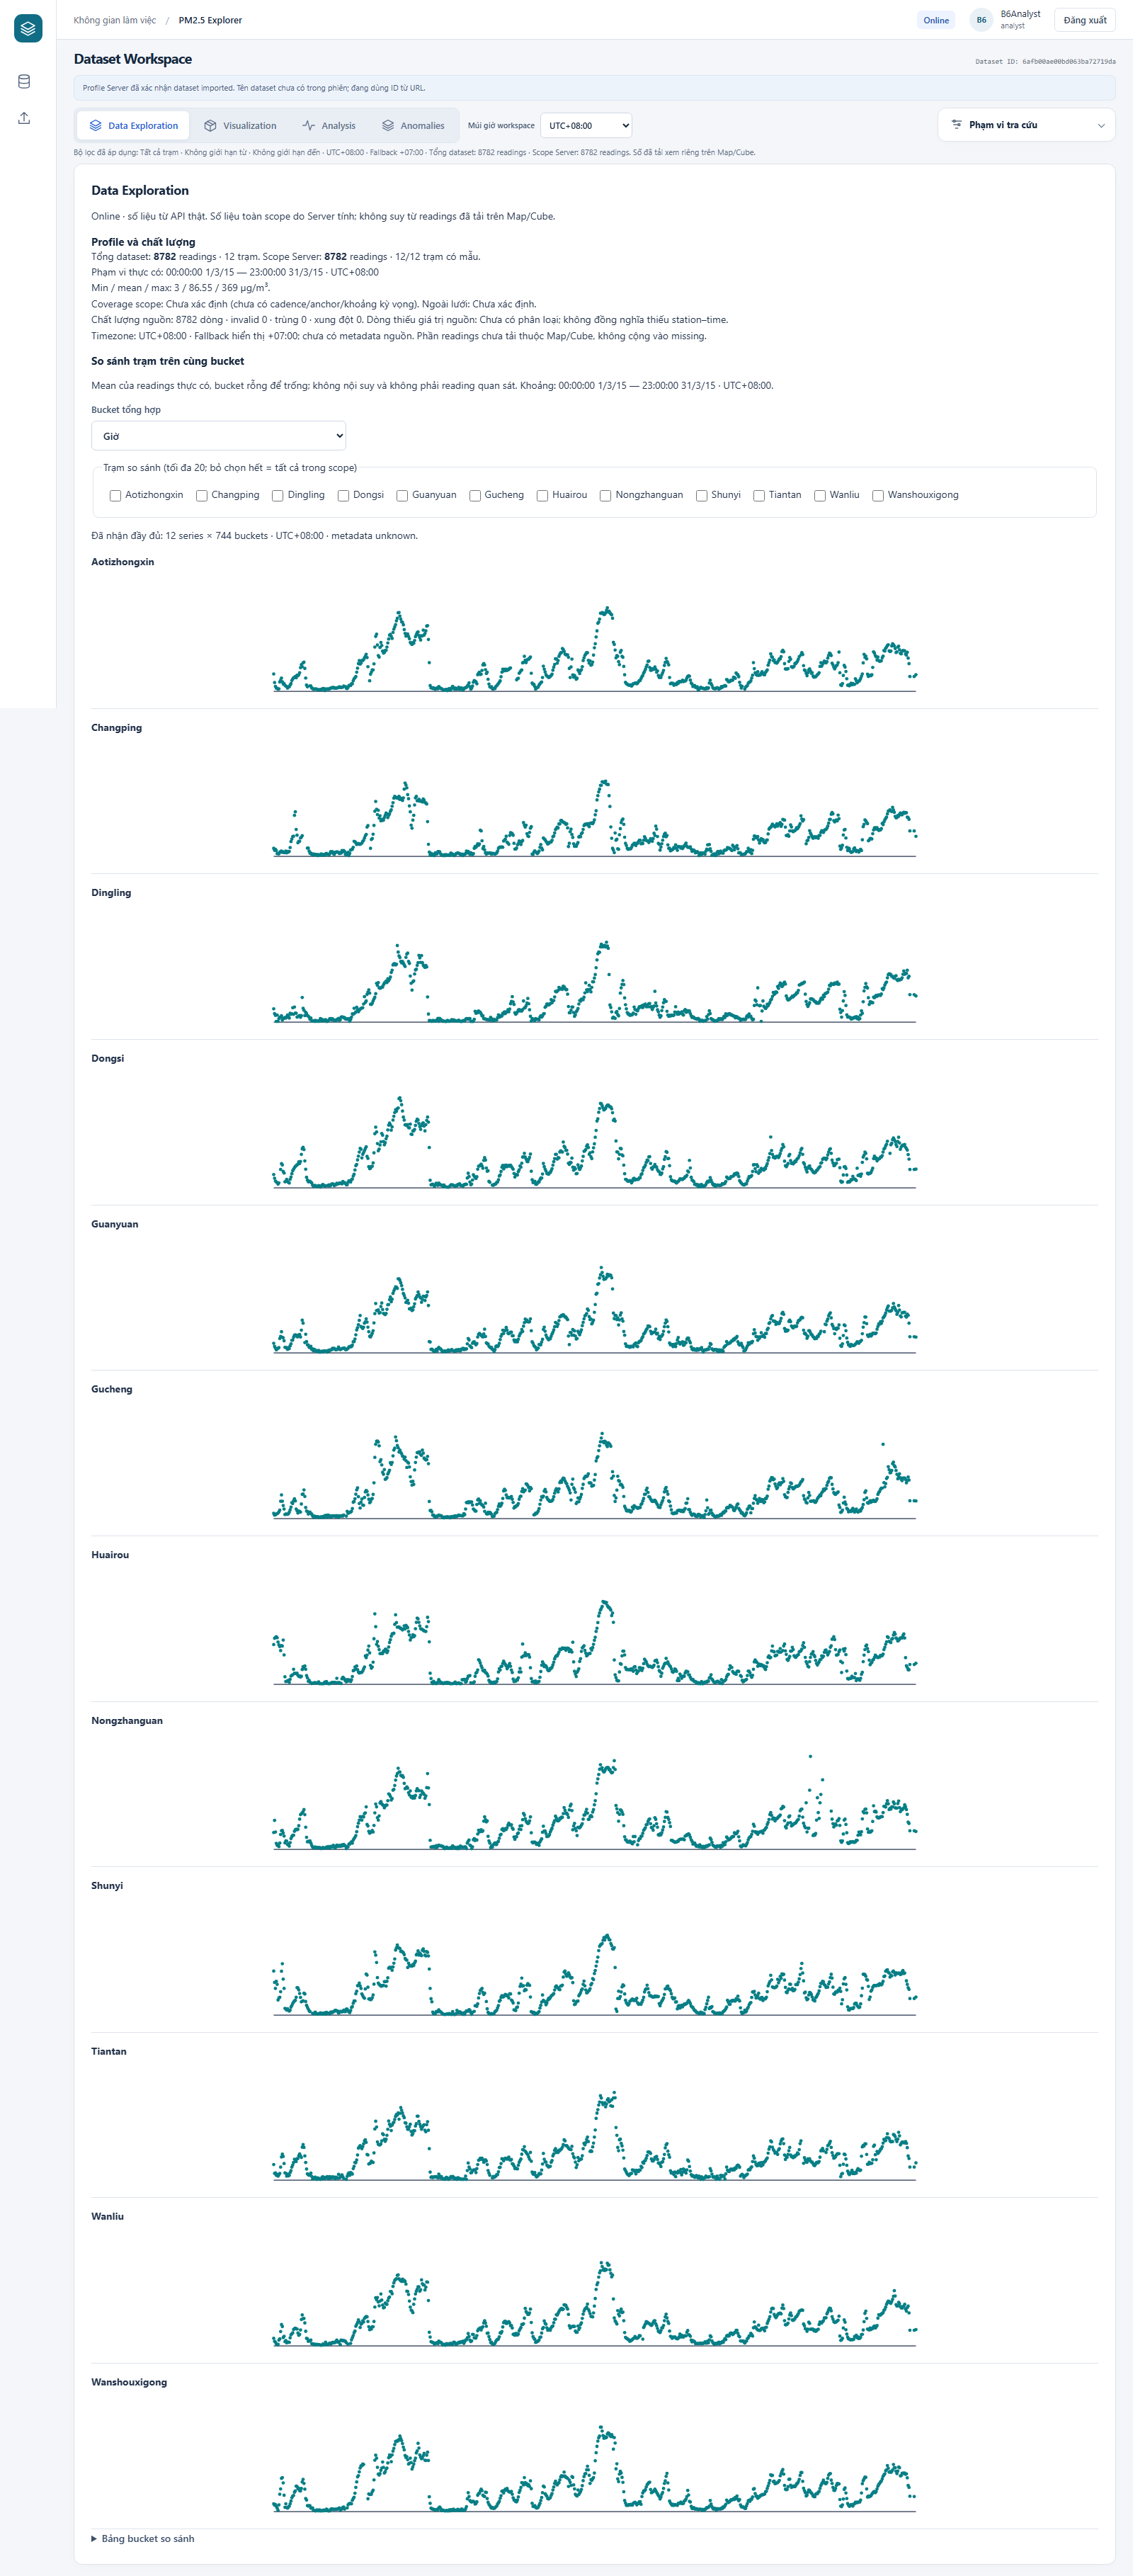 Không gian làm việc / PM2.5 Explorer
Online
B6
B6Analyst
analyst
Đăng xuất
Dataset Workspace
Dataset ID: 6afb00ae00bd063ba72719da
Profile Server đã xác nhận dataset imported. Tên dataset chưa có trong phiên; đang dùng ID từ URL.
Data Exploration
Visualization
Analysis
Anomalies
Múi giờ workspace
UTC+08:00
Phạm vi tra cứu
Bộ lọc đã áp dụng: Tất cả trạm · Không giới hạn từ · Không giới hạn đến · UTC+08:00 · Fallback +07:00 · Tổng dataset: 8782 readings · Scope Server: 8782 readings. Số đã tải xem riêng trên Map/Cube.
Data Exploration
Online · số liệu từ API thật. Số liệu toàn scope do Server tính; không suy từ readings đã tải trên Map/Cube.
Profile và chất lượng
Tổng dataset: 8782 readings · 12 trạm. Scope Server: 8782 readings · 12/12 trạm có mẫu.
Phạm vi thực có: 00:00:00 1/3/15 — 23:00:00 31/3/15 · UTC+08:00
Min / mean / max: 3 / 86.55 / 369 µg/m³.
Coverage scope: Chưa xác định (chưa có cadence/anchor/khoảng kỳ vọng). Ngoài lưới: Chưa xác định.
Chất lượng nguồn: 8782 dòng · invalid 0 · trùng 0 · xung đột 0. Dòng thiếu giá trị nguồn: Chưa có phân loại; không đồng nghĩa thiếu station–time.
Timezone: UTC+08:00 · Fallback hiển thị +07:00; chưa có metadata nguồn. Phần readings chưa tải thuộc Map/Cube, không cộng vào missing.
So sánh trạm trên cùng bucket
Mean của readings thực có, bucket rỗng để trống; không nội suy và không phải reading quan sát. Khoảng: 00:00:00 1/3/15 — 23:00:00 31/3/15 · UTC+08:00.
Bucket tổng hợp
Giờ
Trạm so sánh (tối đa 20; bỏ chọn hết = tất cả trong scope)
Aotizhongxin Changping Dingling Dongsi Guanyuan Gucheng Huairou Nongzhanguan Shunyi Tiantan Wanliu Wanshouxigong
Đã nhận đầy đủ: 12 series × 744 buckets · UTC+08:00 · metadata unknown.
Aotizhongxin
Changping
Dingling
Dongsi
Guanyuan
Gucheng
Huairou
Nongzhanguan
Shunyi
Tiantan
Wanliu
Wanshouxigong
Bảng bucket so sánh